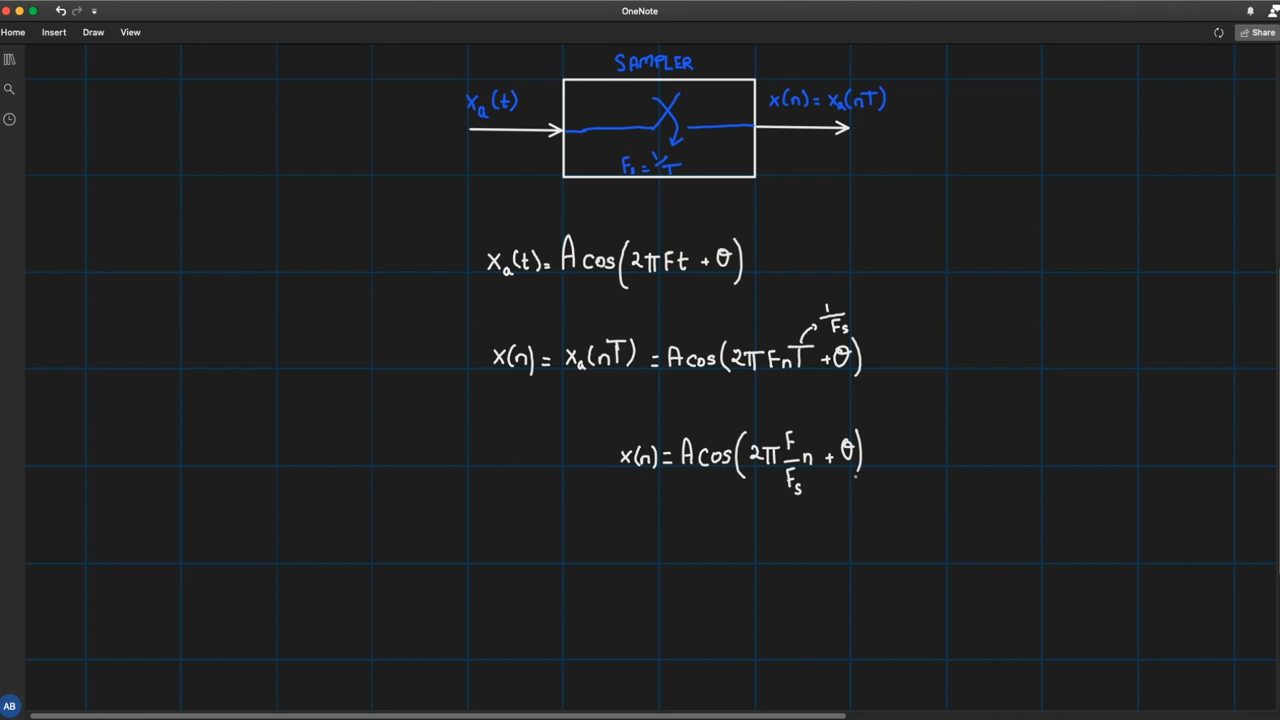 OneNote
Home Insert Draw View Share
SAMPLER
xₐ(t)
x(n) = xₐ(nT)
Fₛ = 1/T
xₐ(t) = A cos(2πFt + θ)
1/Fₛ
x(n) = xₐ(nT) = A cos(2πFnT + θ)
x(n) = A cos(2π F/Fₛ n + θ)
AB